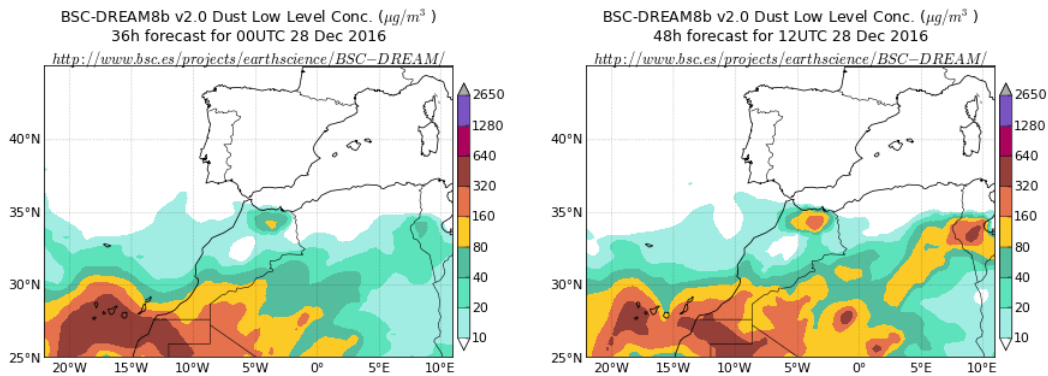 BSC-DREAM8b v2.0 Dust Low Level Conc. (μg/m³ )
36h forecast for 00UTC 28 Dec 2016
http://www.bsc.es/projects/earthscience/BSC−DREAM/
40°N
35°N
30°N
25°N
20°W 15°W 10°W 5°W 0° 5°E 10°E
2650
1280
640
320
160
80
40
20
10
BSC-DREAM8b v2.0 Dust Low Level Conc. (μg/m³ )
48h forecast for 12UTC 28 Dec 2016
http://www.bsc.es/projects/earthscience/BSC−DREAM/
40°N
35°N
30°N
25°N
20°W 15°W 10°W 5°W 0° 5°E 10°E
2650
1280
640
320
160
80
40
20
10